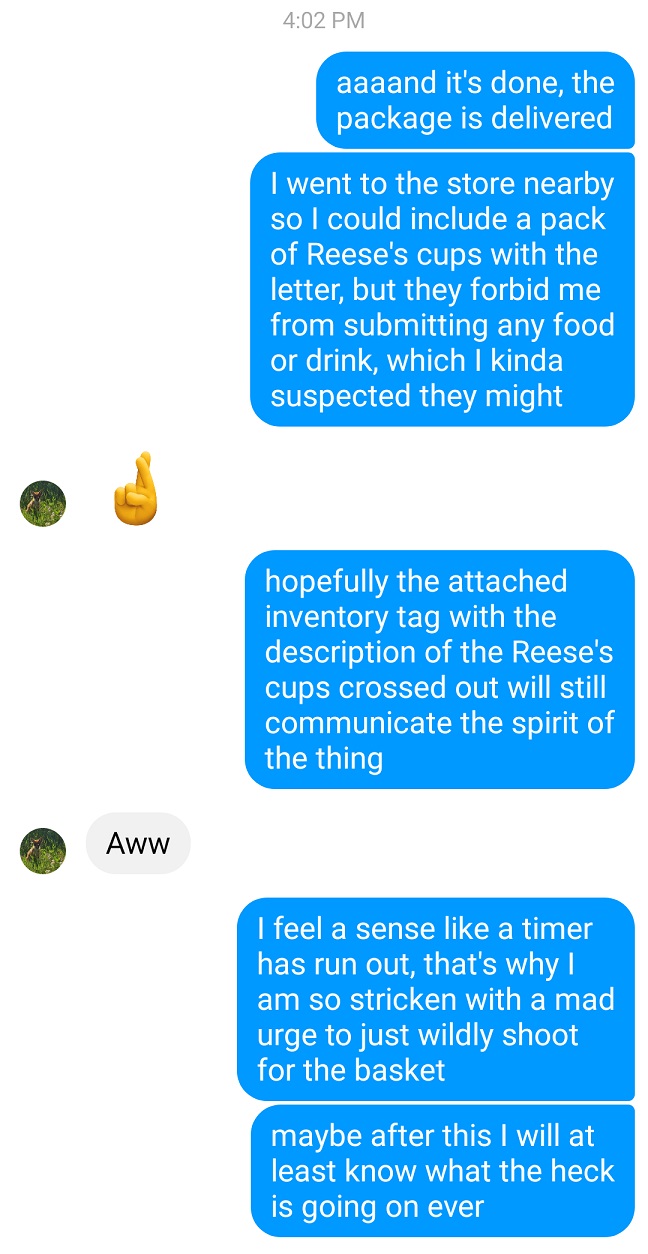 4:02 PM
aaaand it's done, the
package is delivered
I went to the store nearby
so I could include a pack
of Reese's cups with the
letter, but they forbid me
from submitting any food
or drink, which I kinda
suspected they might
hopefully the attached
inventory tag with the
description of the Reese's
cups crossed out will still
communicate the spirit of
the thing
Aww
I feel a sense like a timer
has run out, that's why I
am so stricken with a mad
urge to just wildly shoot
for the basket
maybe after this I will at
least know what the heck
is going on ever